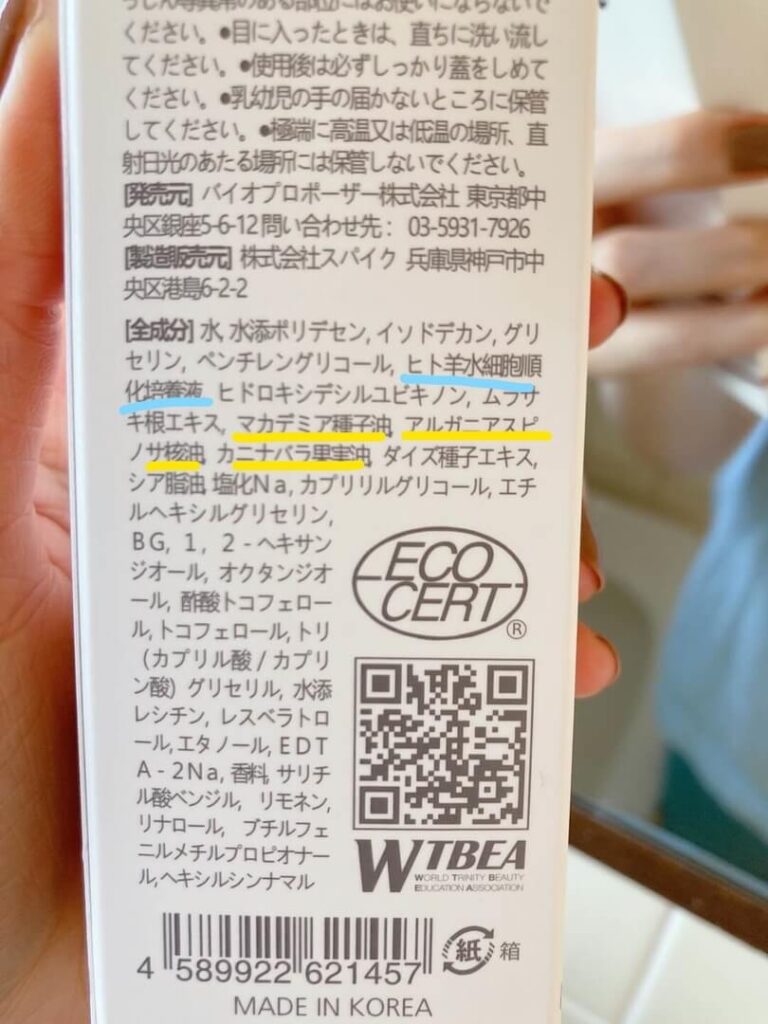 っしん等異常のある部位にはお使いにならないで
ください。●目に入ったときは、直ちに洗い流し
てください。●使用後は必ずしっかり蓋をしめて
ください。●乳幼児の手の届かないところに保管
してください。●極端に高温又は低温の場所、直
射日光のあたる場所には保管しないでください。
[発売元] バイオプロポーザー株式会社 東京都中
央区銀座5-6-12 問い合わせ先： 03-5931-7926
[製造販売元] 株式会社スパイク 兵庫県神戸市中
央区港島6-2-2
[全成分] 水, 水添ポリデセン, イソドデカン, グリ
セリン, ペンチレングリコール, ヒト羊水細胞順
化培養液, ヒドロキシデシルユビキノン, ムラサ
キ根エキス, マカデミア種子油, アルガニアスピ
ノサ核油, カニナバラ果実油, ダイズ種子エキス,
シア脂油, 塩化Na, カプリリルグリコール, エチ
ルヘキシルグリセリン,
BG, 1, 2-ヘキサン
ジオール, オクタンジオ
ール, 酢酸トコフェロー
ル, トコフェロール, トリ
（カプリル酸/カプリ
ン酸）グリセリル, 水添
レシチン, レスベラトロ
ール, エタノール, EDT
A-2Na, 香料, サリチ
ル酸ベンジル, リモネン,
リナロール, ブチルフェ
ニルメチルプロピオナー
ル, ヘキシルシンナマル
ECO
CERT
®
WTBEA
WORLD TRINITY BEAUTY
EDUCATION ASSOCIATION
4 589922 621457
紙 箱
MADE IN KOREA